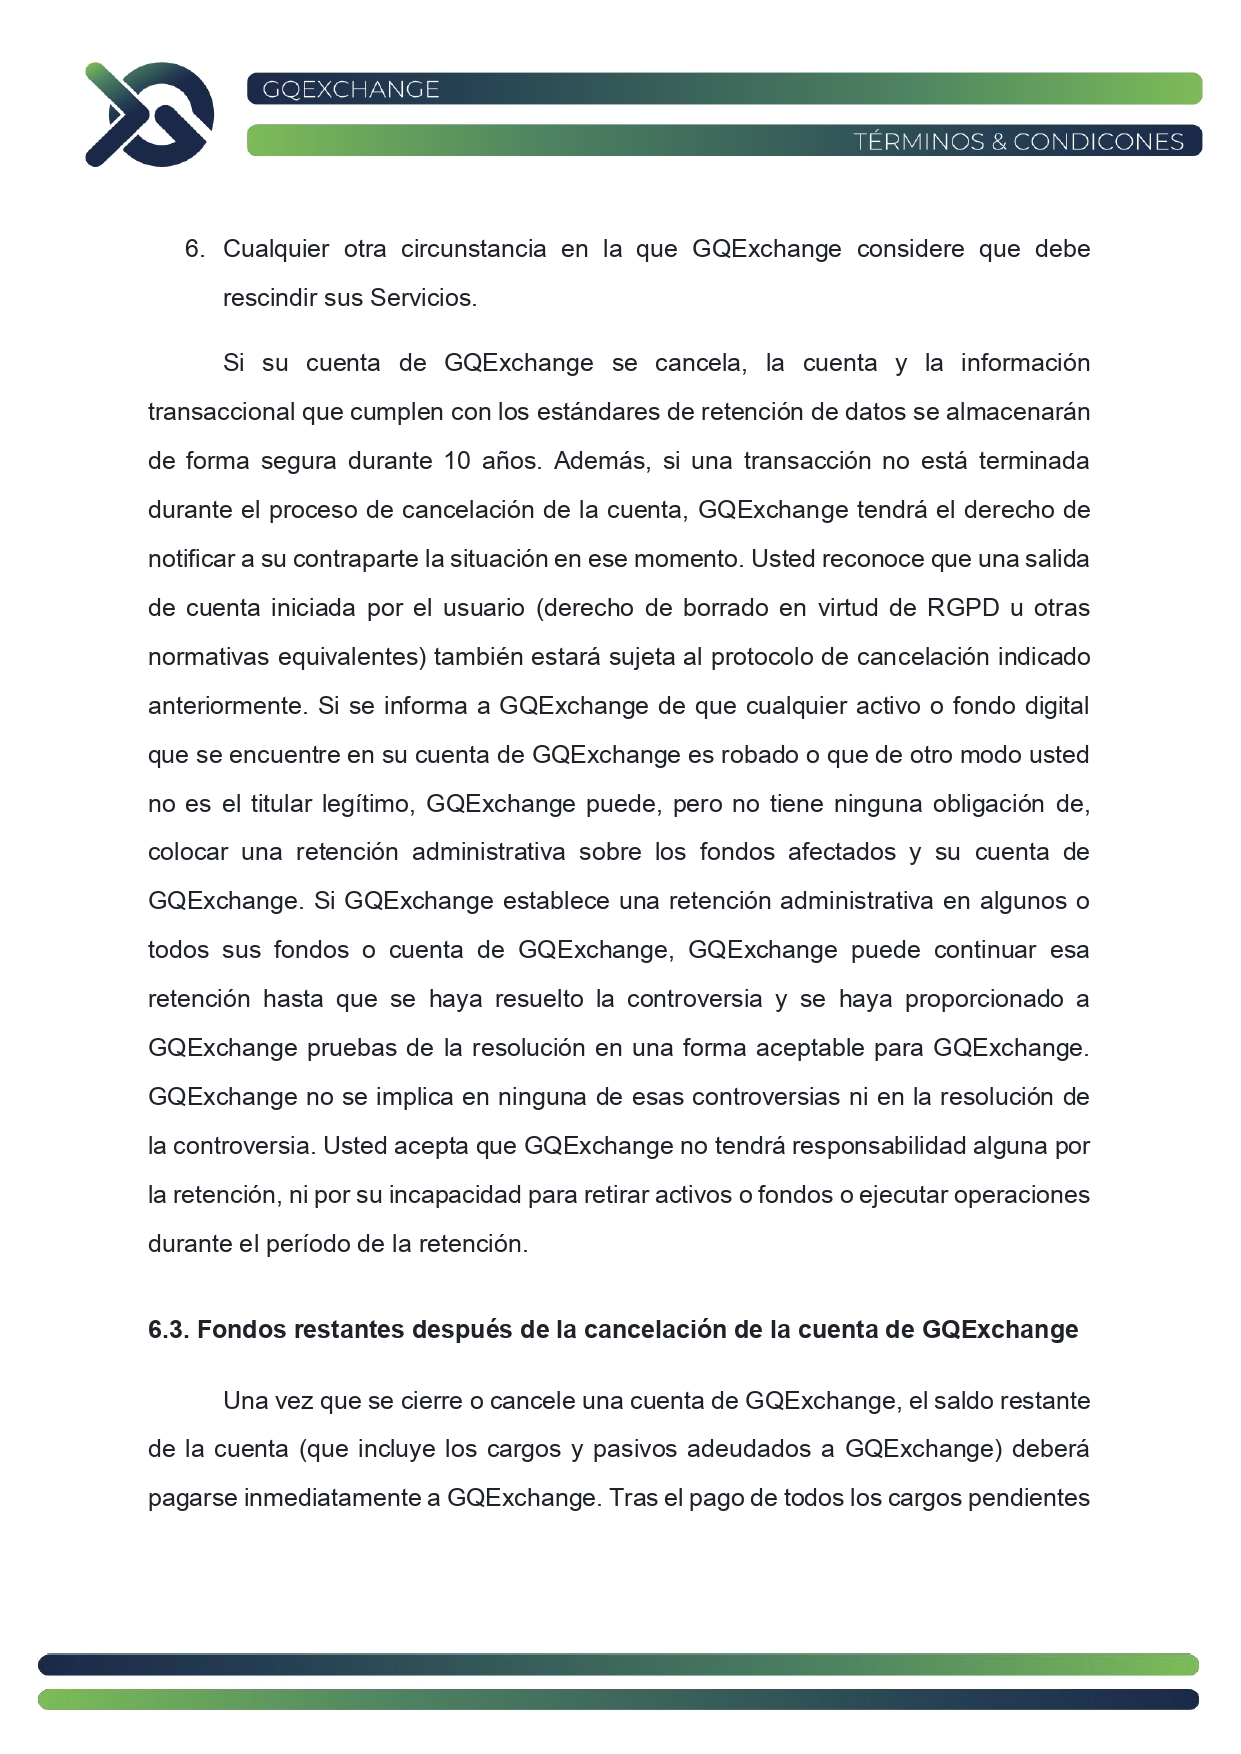 GQEXCHANGE
TÉRMINOS & CONDICONES
6. Cualquier otra circunstancia en la que GQExchange considere que debe
rescindir sus Servicios.
Si su cuenta de GQExchange se cancela, la cuenta y la información
transaccional que cumplen con los estándares de retención de datos se almacenarán
de forma segura durante 10 años. Además, si una transacción no está terminada
durante el proceso de cancelación de la cuenta, GQExchange tendrá el derecho de
notificar a su contraparte la situación en ese momento. Usted reconoce que una salida
de cuenta iniciada por el usuario (derecho de borrado en virtud de RGPD u otras
normativas equivalentes) también estará sujeta al protocolo de cancelación indicado
anteriormente. Si se informa a GQExchange de que cualquier activo o fondo digital
que se encuentre en su cuenta de GQExchange es robado o que de otro modo usted
no es el titular legítimo, GQExchange puede, pero no tiene ninguna obligación de,
colocar una retención administrativa sobre los fondos afectados y su cuenta de
GQExchange. Si GQExchange establece una retención administrativa en algunos o
todos sus fondos o cuenta de GQExchange, GQExchange puede continuar esa
retención hasta que se haya resuelto la controversia y se haya proporcionado a
GQExchange pruebas de la resolución en una forma aceptable para GQExchange.
GQExchange no se implica en ninguna de esas controversias ni en la resolución de
la controversia. Usted acepta que GQExchange no tendrá responsabilidad alguna por
la retención, ni por su incapacidad para retirar activos o fondos o ejecutar operaciones
durante el período de la retención.
6.3. Fondos restantes después de la cancelación de la cuenta de GQExchange
Una vez que se cierre o cancele una cuenta de GQExchange, el saldo restante
de la cuenta (que incluye los cargos y pasivos adeudados a GQExchange) deberá
pagarse inmediatamente a GQExchange. Tras el pago de todos los cargos pendientes